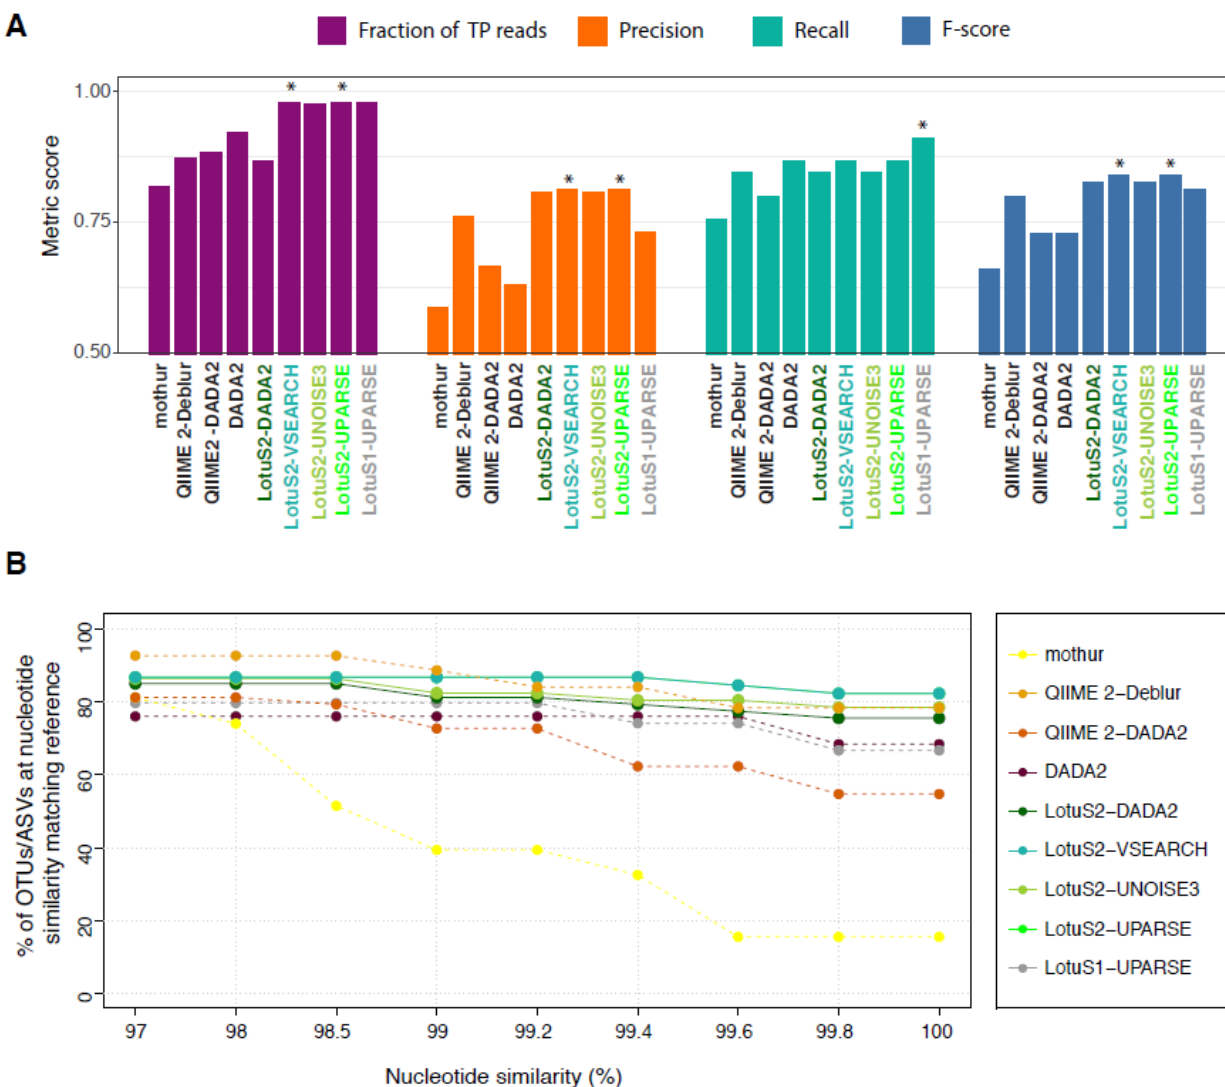 A
Fraction of TP reads Precision Recall F-score
Metric score
1.00
0.75
0.50
* * * * * * *
mothur
QIIME 2-Deblur
QIIME2 -DADA2
DADA2
LotuS2-DADA2
LotuS2-VSEARCH
LotuS2-UNOISE3
LotuS2-UPARSE
LotuS1-UPARSE
mothur
QIIME 2-Deblur
QIIME 2-DADA2
DADA2
LotuS2-DADA2
LotuS2-VSEARCH
LotuS2-UNOISE3
LotuS2-UPARSE
LotuS1-UPARSE
mothur
QIIME 2-Deblur
QIIME 2-DADA2
DADA2
LotuS2-DADA2
LotuS2-VSEARCH
LotuS2-UNOISE3
LotuS2-UPARSE
LotuS1-UPARSE
mothur
QIIME 2-Deblur
QIIME 2-DADA2
DADA2
LotuS2-DADA2
LotuS2-VSEARCH
LotuS2-UNOISE3
LotuS2-UPARSE
LotuS1-UPARSE
B
% of OTUs/ASVs at nucleotide
similarity matching reference
100
80
60
40
20
0
97 98 98.5 99 99.2 99.4 99.6 99.8 100
Nucleotide similarity (%)
mothur
QIIME 2−Deblur
QIIME 2−DADA2
DADA2
LotuS2−DADA2
LotuS2−VSEARCH
LotuS2−UNOISE3
LotuS2−UPARSE
LotuS1−UPARSE